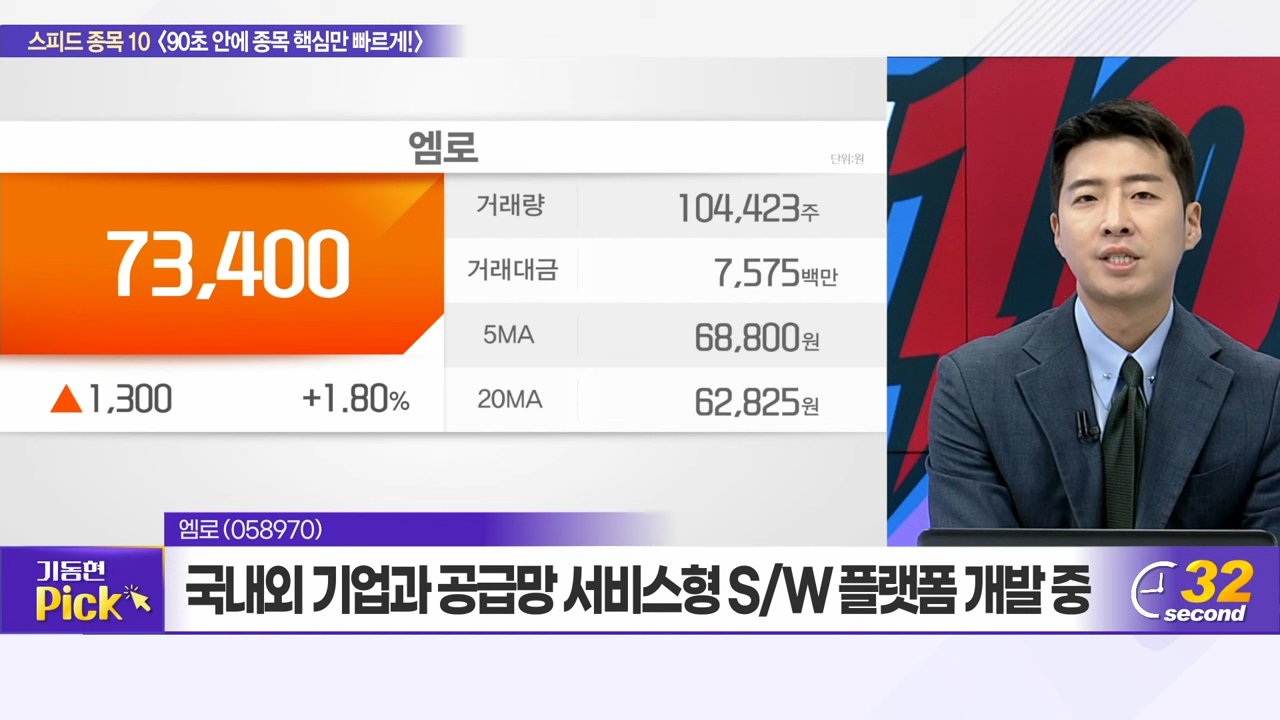 스피드 종목 10 〈90초 안에 종목 핵심만 빠르게!〉
엠로
단위:원
73,400
▲1,300 +1.80%
거래량 104,423주
거래대금 7,575백만
5MA 68,800원
20MA 62,825원
엠로(058970)
기동현
Pick
국내외 기업과 공급망 서비스형 S/W 플랫폼 개발 중
32
second